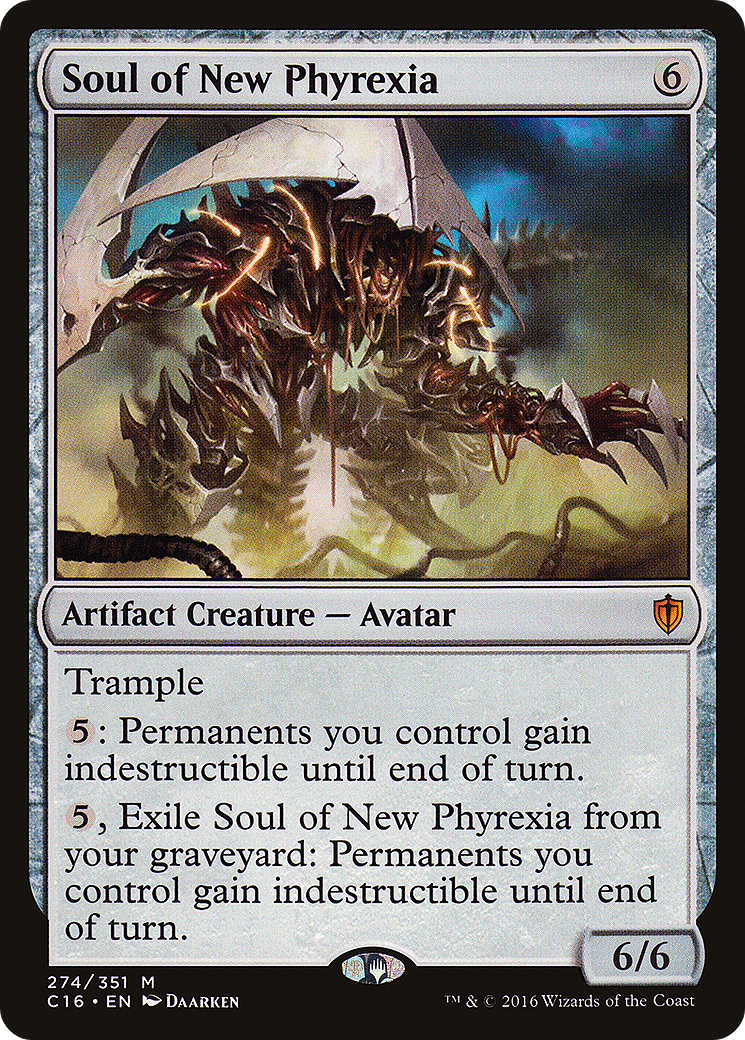 Soul of New Phyrexia 6
Artifact Creature — Avatar
Trample
5: Permanents you control gain
indestructible until end of turn.
5, Exile Soul of New Phyrexia from
your graveyard: Permanents you
control gain indestructible until end
of turn.
6/6
274/351 M
C16 • EN Daarken
™ & © 2016 Wizards of the Coast